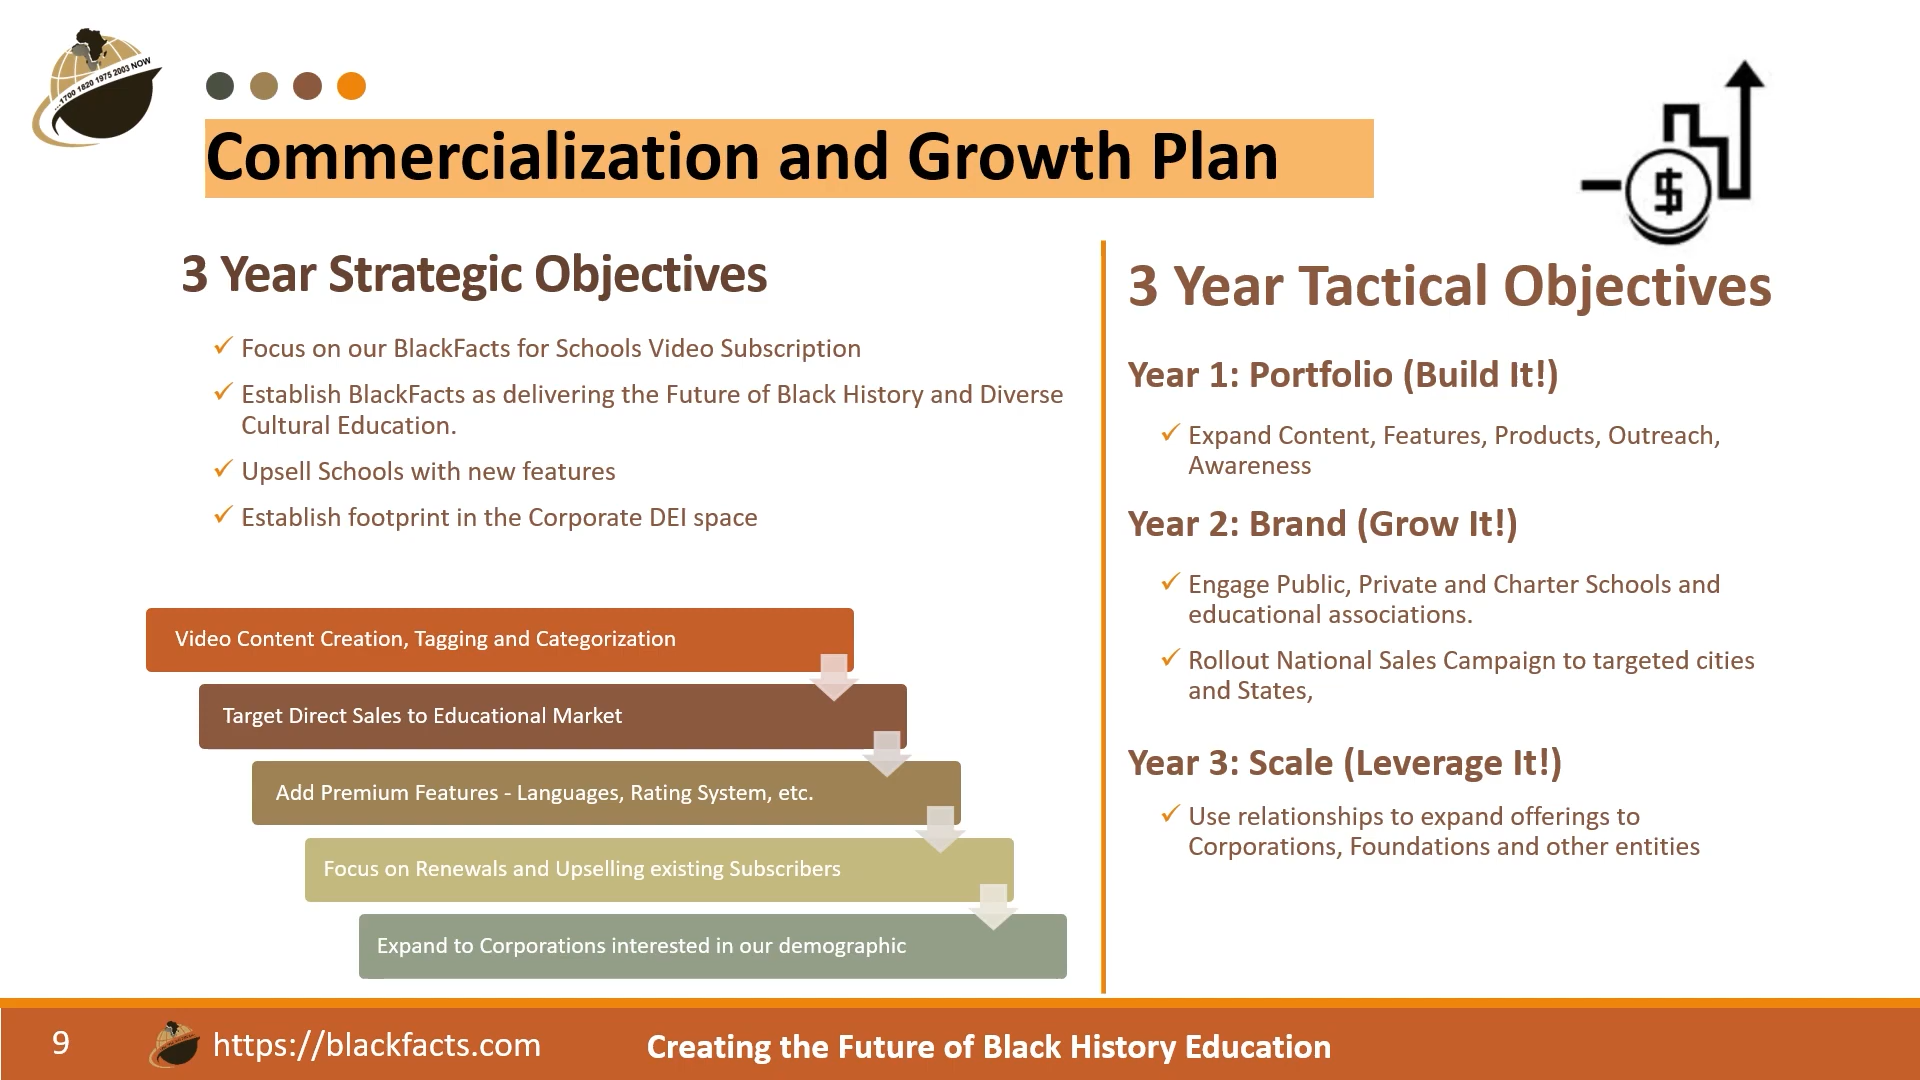 ...1700 1820 1975 2003 NOW
Commercialization and Growth Plan
$
3 Year Strategic Objectives
✓ Focus on our BlackFacts for Schools Video Subscription
✓ Establish BlackFacts as delivering the Future of Black History and Diverse
Cultural Education.
✓ Upsell Schools with new features
✓ Establish footprint in the Corporate DEI space
Video Content Creation, Tagging and Categorization
Target Direct Sales to Educational Market
Add Premium Features - Languages, Rating System, etc.
Focus on Renewals and Upselling existing Subscribers
Expand to Corporations interested in our demographic
3 Year Tactical Objectives
Year 1: Portfolio (Build It!)
✓ Expand Content, Features, Products, Outreach,
Awareness
Year 2: Brand (Grow It!)
✓ Engage Public, Private and Charter Schools and
educational associations.
✓ Rollout National Sales Campaign to targeted cities
and States,
Year 3: Scale (Leverage It!)
✓ Use relationships to expand offerings to
Corporations, Foundations and other entities
9
https://blackfacts.com
Creating the Future of Black History Education